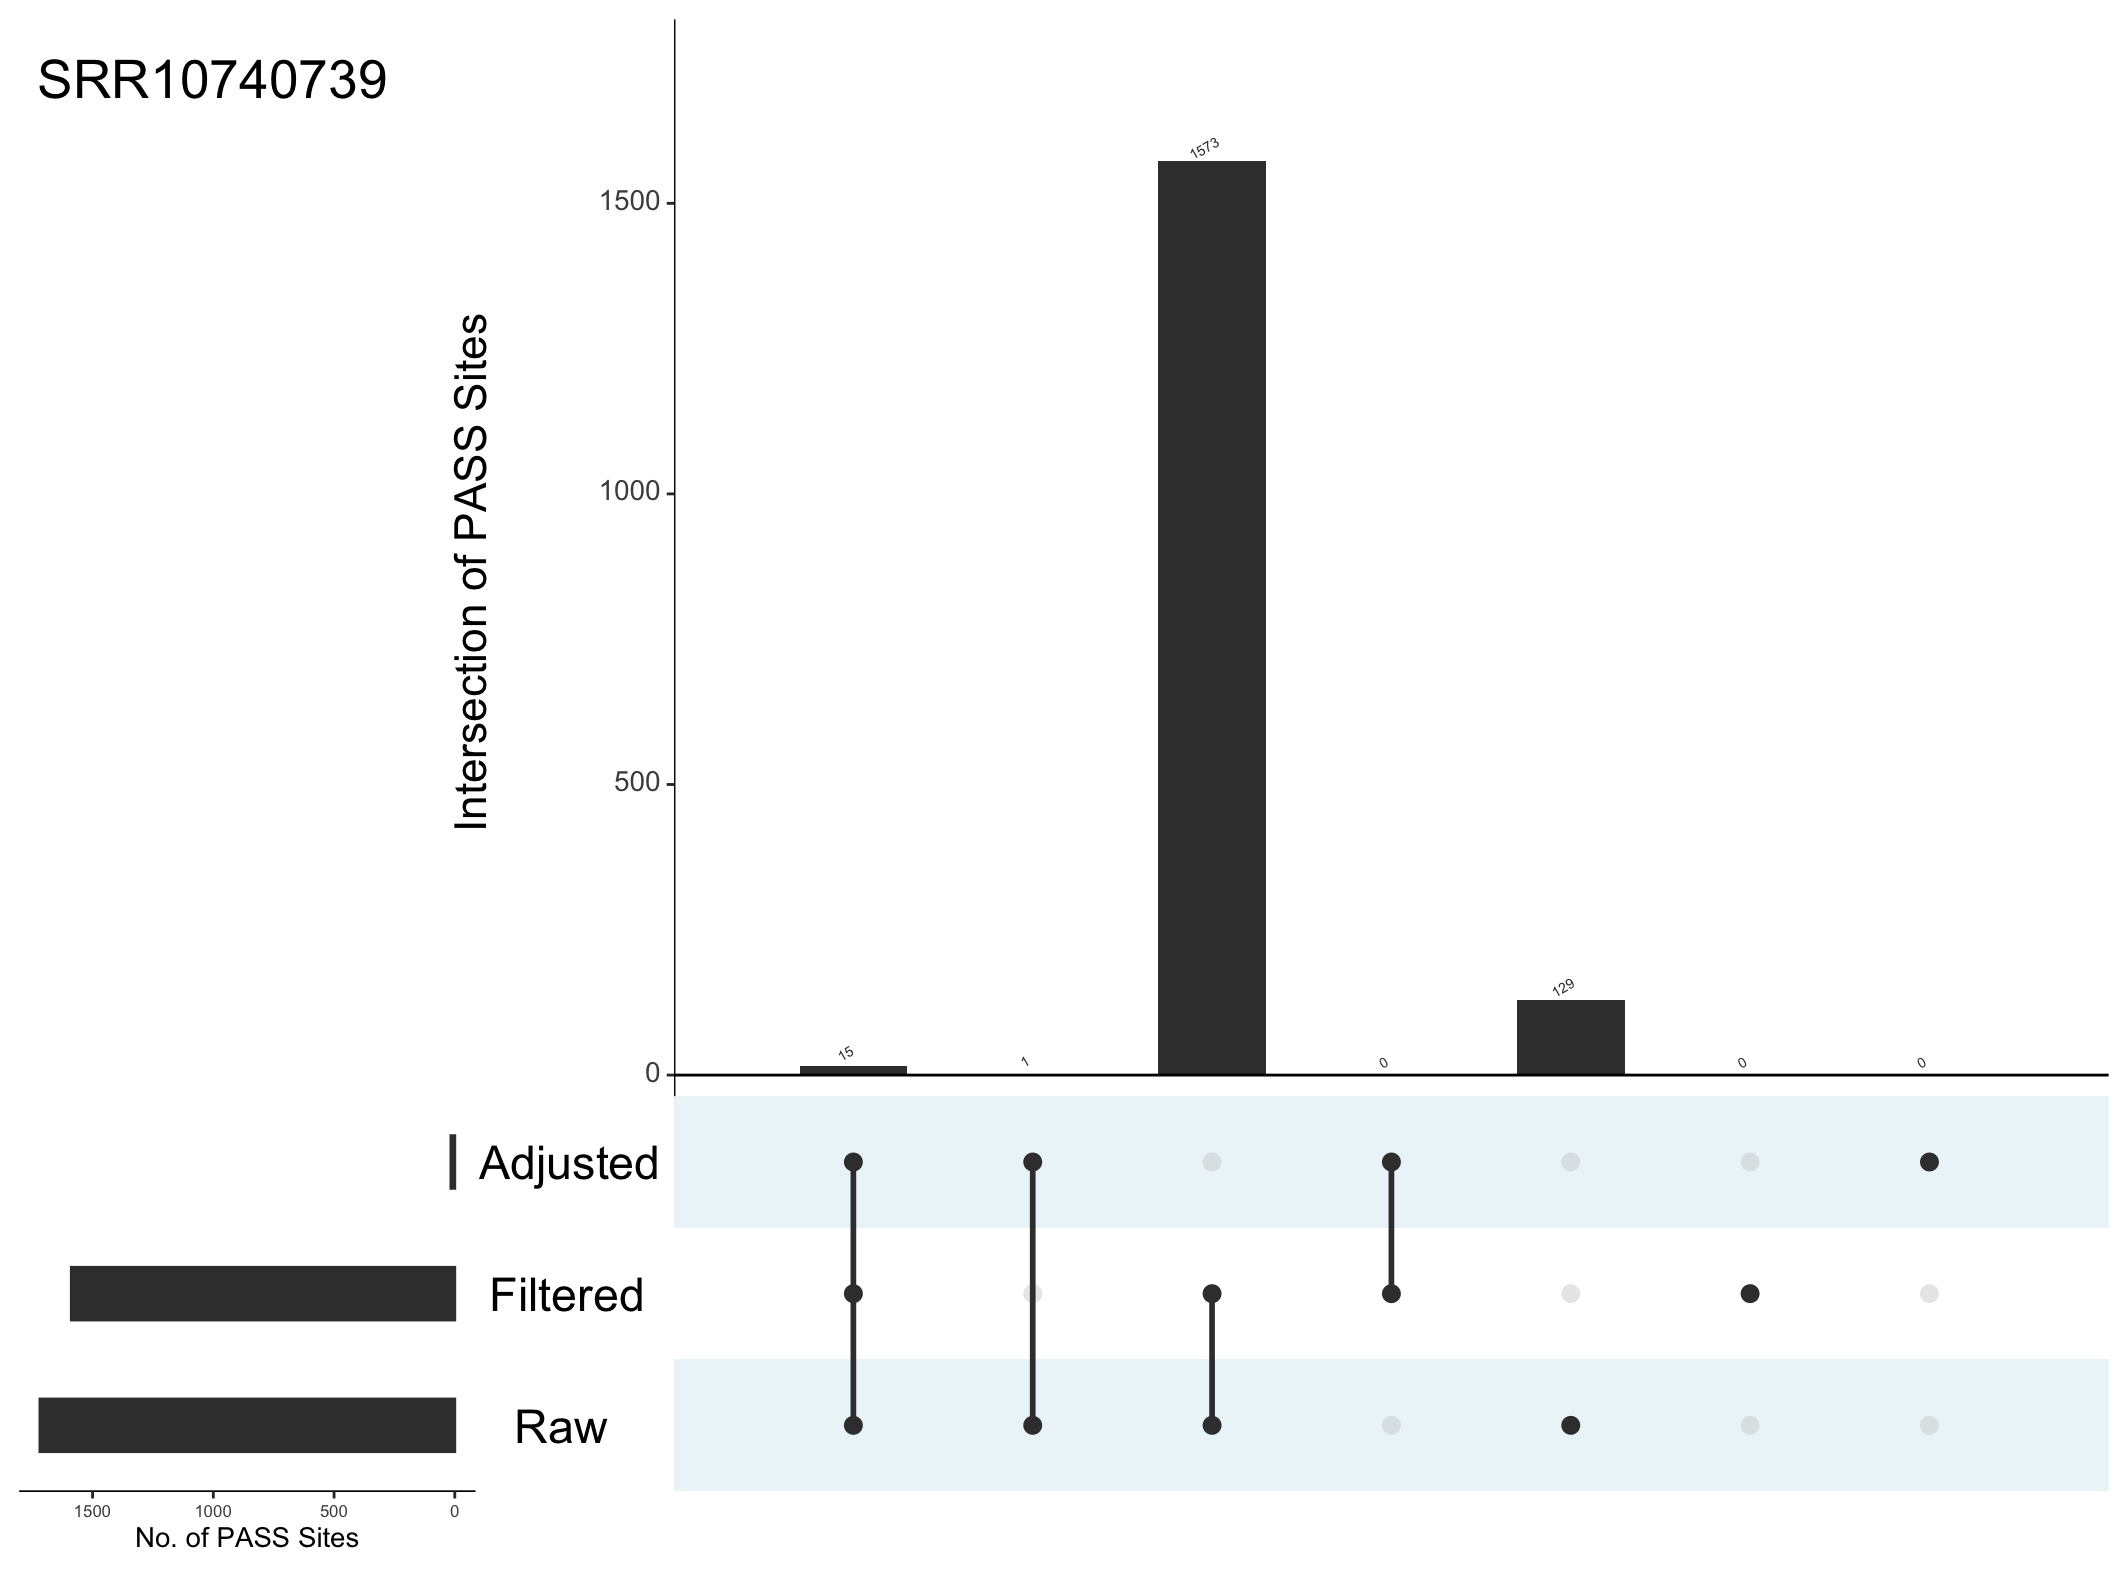 SRR10740739
Intersection of PASS Sites
1500
1000
500
0
15
1
1573
0
129
0
0
Adjusted
Filtered
Raw
1500 1000 500 0
No. of PASS Sites